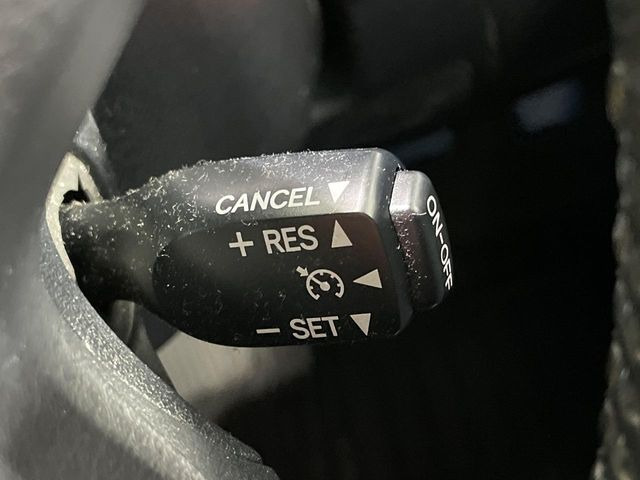 CANCEL
+ RES
- SET
ON-OFF